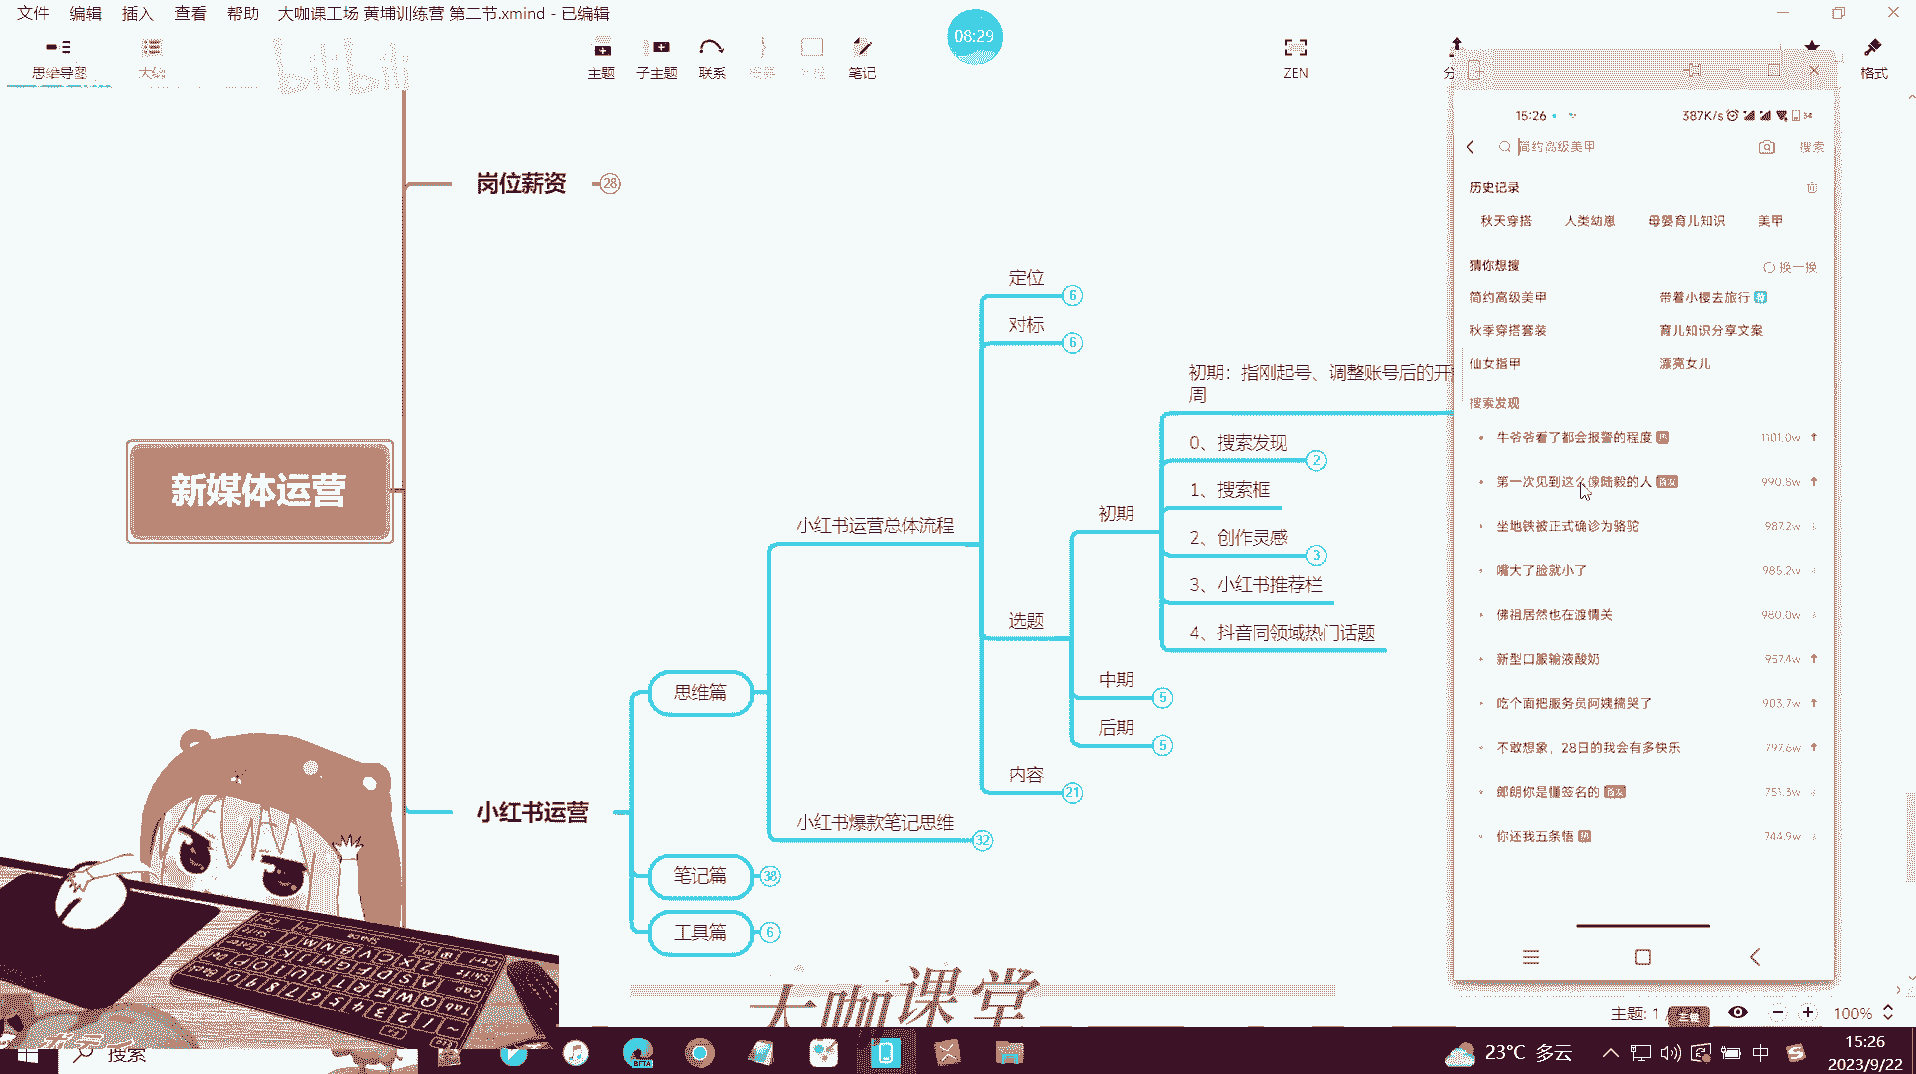 文件 编辑 插入 查看 帮助 大咖课工场 黄埔训练营 第二节.xmind - 已编辑
bilibili
08:29
思维导图
主题 子主题 联系 笔记
ZEN
格式
岗位薪资 28
新媒体运营
小红书运营
思维篇
笔记篇 38
工具篇 6
小红书运营总体流程
小红书爆款笔记思维 32
定位 6
对标 6
选题
内容 21
初期
中期 5
后期 5
初期：指刚起号、调整账号后的开
周
0、搜索发现 2
1、搜索框
2、创作灵感 3
3、小红书推荐栏
4、抖音同领域热门话题
15:26
387K/s
简约高级美甲 搜索
历史记录
秋天穿搭 人类幼崽 母婴育儿知识 美甲
猜你想搜 换一换
简约高级美甲 带着小樱去旅行
秋季穿搭套装 育儿知识分享文案
仙女指甲 漂亮女儿
搜索发现
牛爷爷看了都会报警的程度 热 1101.0w
第一次见到这么像陆毅的人 首发 990.8w
坐地铁被正式确诊为骆驼 987.2w
嘴大了脸就小了 985.2w
佛祖居然也在渡情关 980.0w
新型口服输液酸奶 957.4w
吃个面把服务员阿姨搞哭了 903.7w
不敢想象，28日的我会有多快乐 797.6w
郎朗你是懂签名的 首发 751.3w
你还我五条悟 热 744.9w
大咖课堂
主题: 1 /
100%
搜索
BETA
23°C 多云
中
15:26
2023/9/22